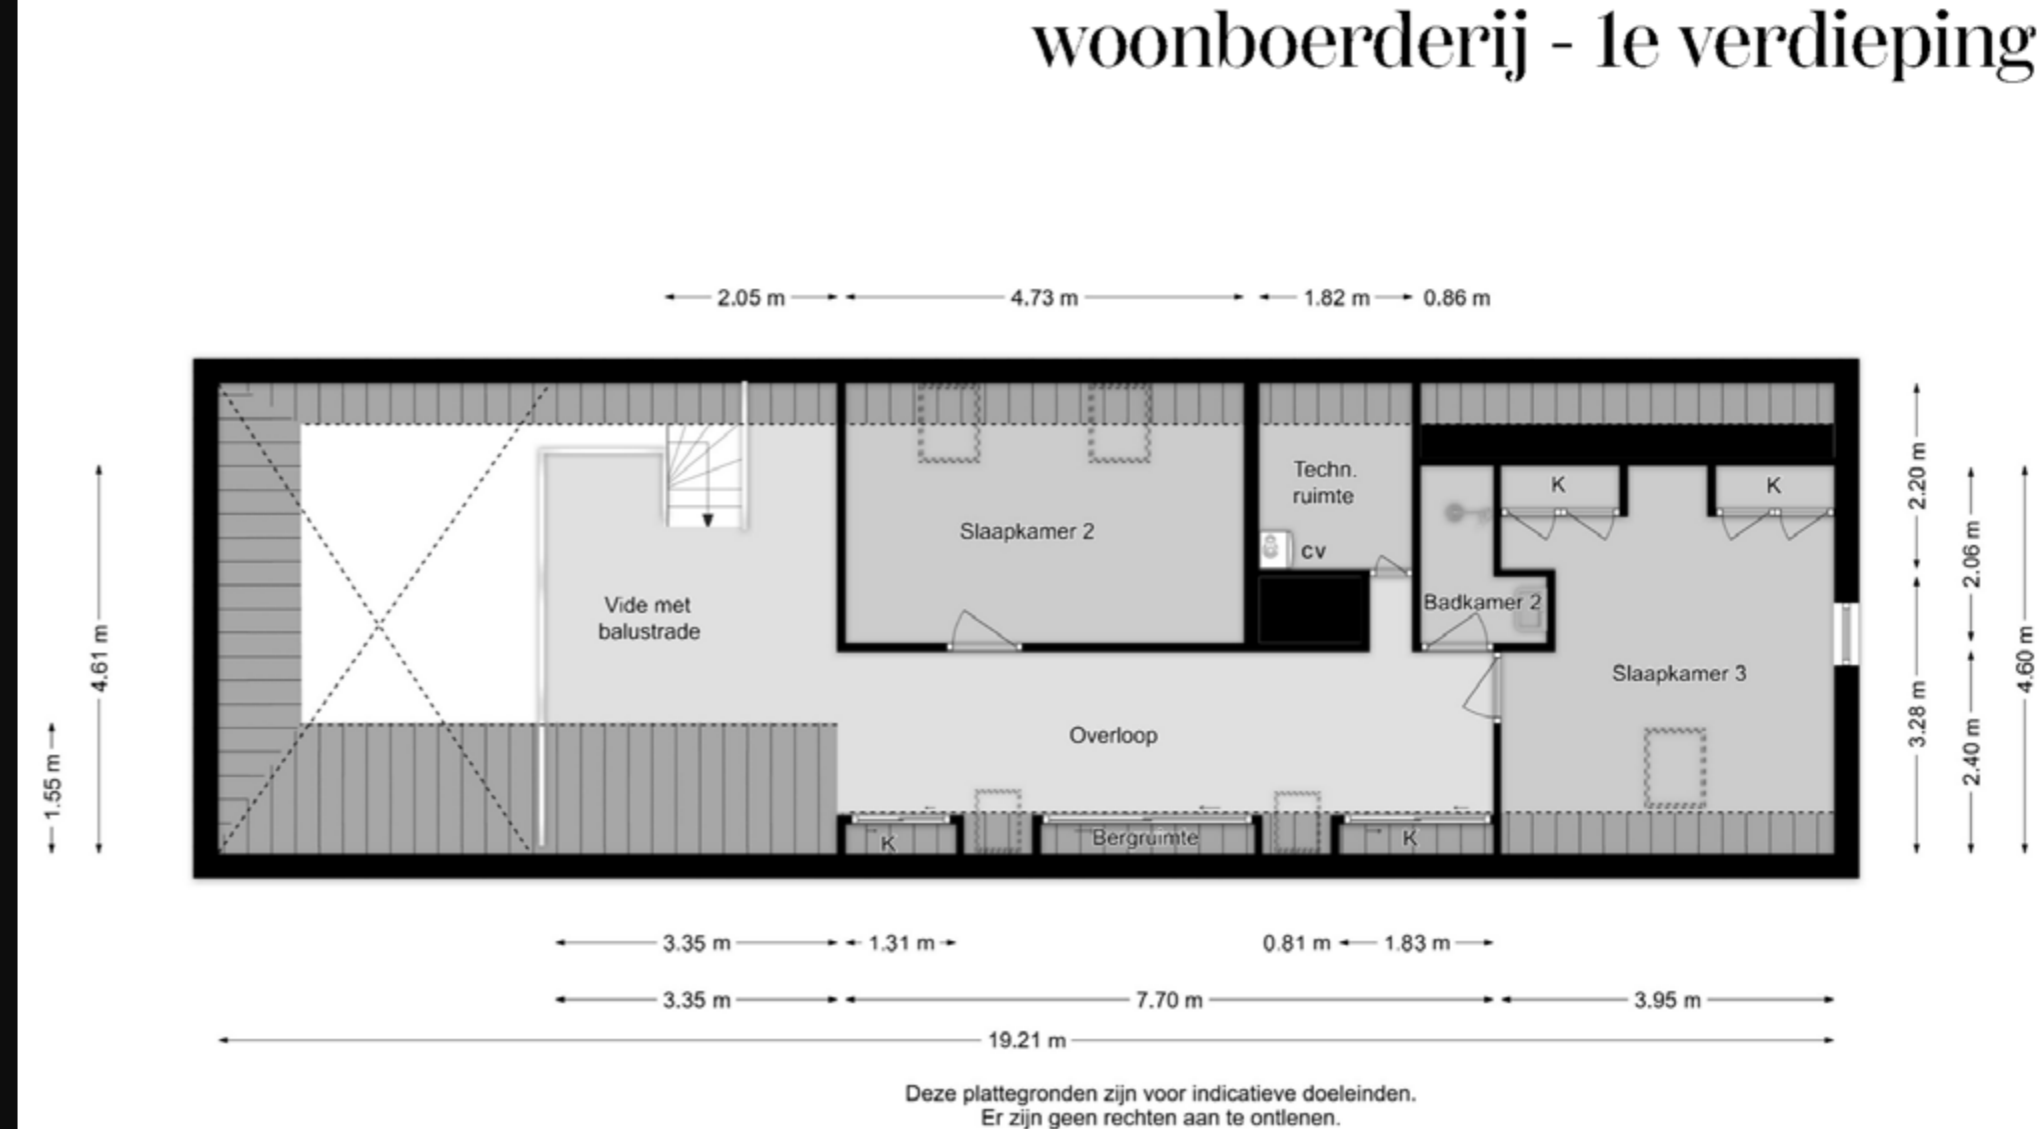 woonboerderij - 1e verdieping
2.05 m
4.73 m
1.82 m
0.86 m
K
K
Techn.
ruimte
Slaapkamer 2
cv
Vide met
balustrade
Badkamer 2
Slaapkamer 3
Overloop
K
Bergruimte
K
4.61 m
1.55 m
2.20 m
3.28 m
2.06 m
2.40 m
4.60 m
3.35 m
1.31 m
0.81 m
1.83 m
3.35 m
7.70 m
3.95 m
19.21 m
Deze plattegronden zijn voor indicatieve doeleinden.
Er zijn geen rechten aan te ontlenen.